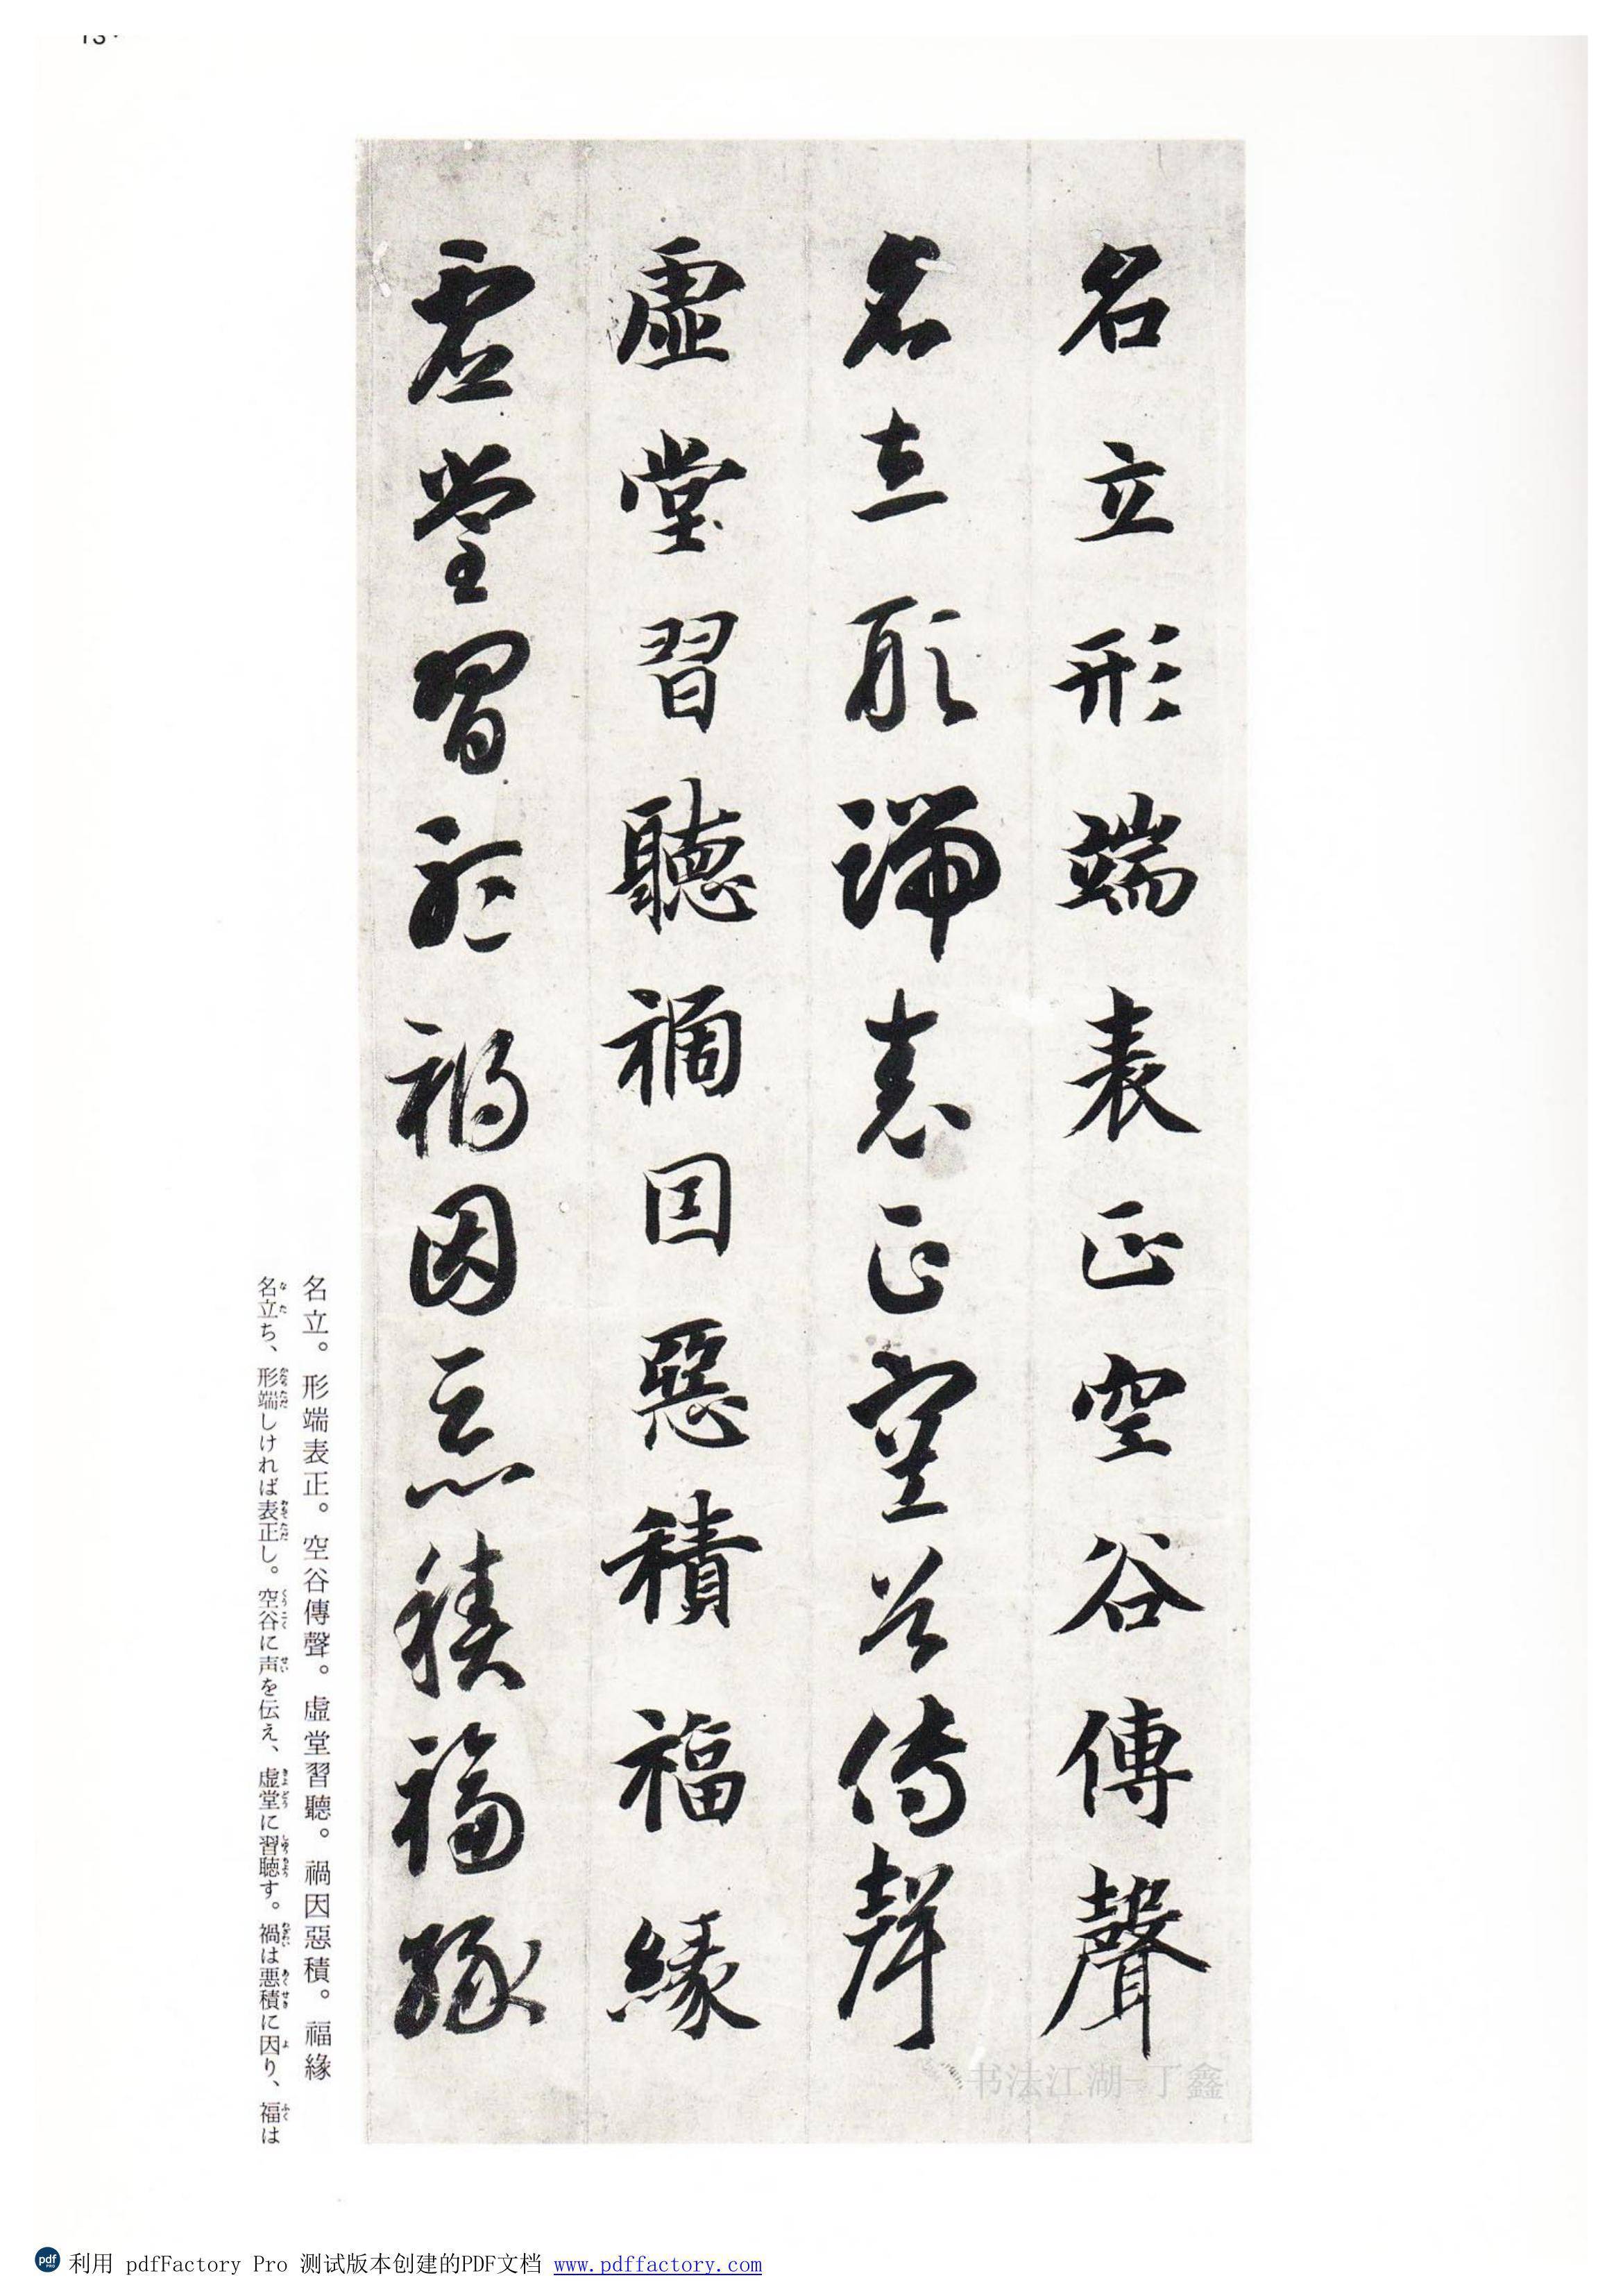 名立形端表正空谷傳聲
名立形端表正空谷傳聲
虛堂習聽禍因惡積福緣
虛堂習聽禍因惡積福緣
名立。形端表正。空谷傳聲。虛堂習聽。禍因惡積。福緣
名立ち、形端しければ表正し。空谷に声を伝え、虚堂に習聴す。禍は悪積に因り、福は
书法江湖-丁鑫
利用 pdfFactory Pro 测试版本创建的PDF文档 www.pdffactory.com